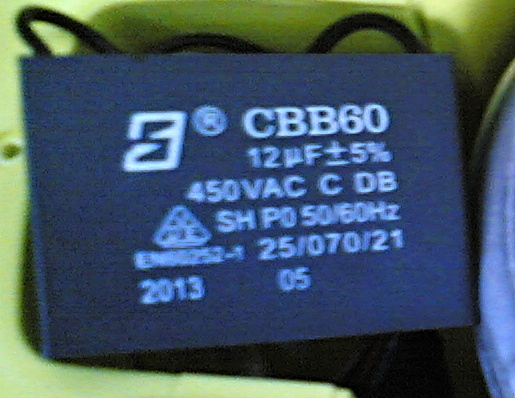 ® CBB60
12µF±5%
450VAC C DB
SH P0 50/60Hz
EN60252-1 25/070/21
2013 05